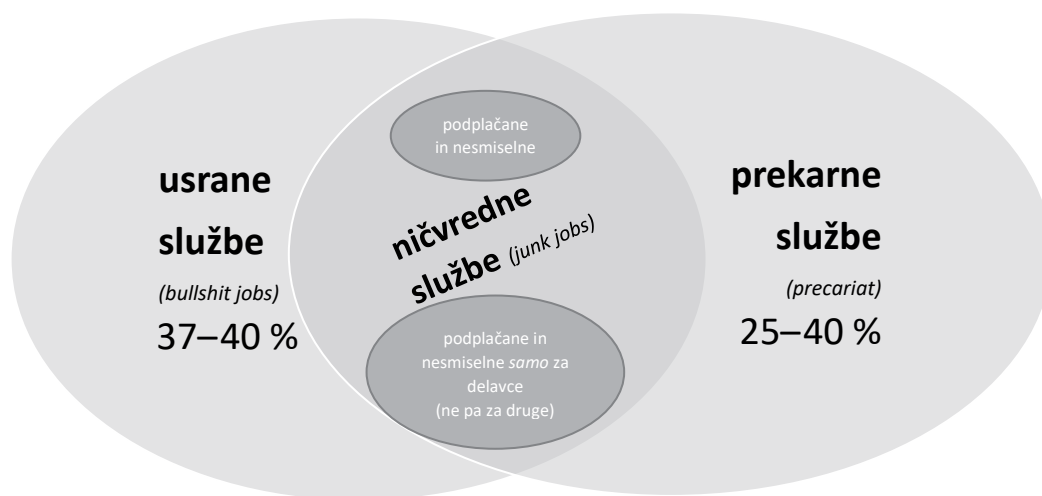 usrane
službe
(bullshit jobs)
37–40 %
podplačane
in nesmiselne
ničvredne
službe (junk jobs)
podplačane in
nesmiselne samo za
delavce
(ne pa za druge)
prekarne
službe
(precariat)
25–40 %